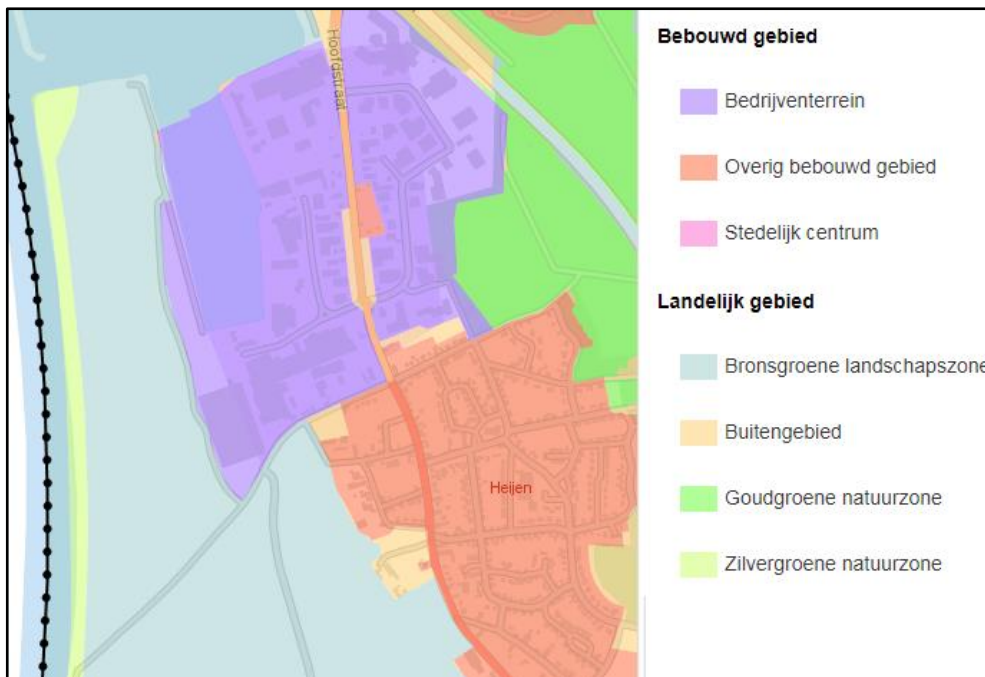 Hoofdstraat
Heijen
Bebouwd gebied
Bedrijventerrein
Overig bebouwd gebied
Stedelijk centrum
Landelijk gebied
Bronsgroene landschapszone
Buitengebied
Goudgroene natuurzone
Zilvergroene natuurzone